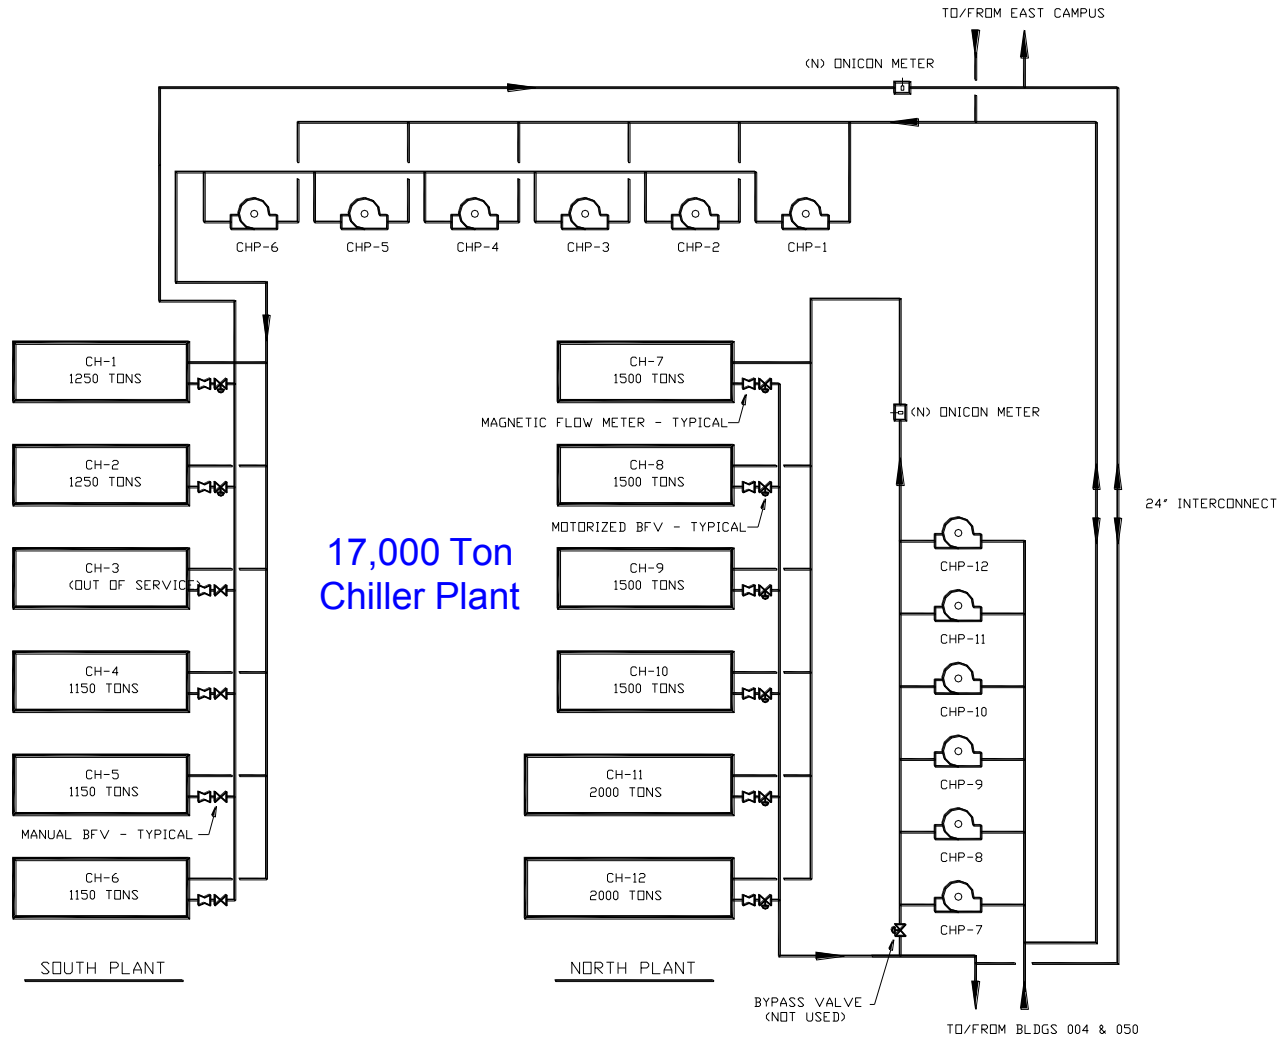 TO/FROM EAST CAMPUS
(N) ONICON METER
CHP-6
CHP-5
CHP-4
CHP-3
CHP-2
CHP-1
CH-1
1250 TONS
CH-2
1250 TONS
CH-3
(OUT OF SERVICE)
CH-4
1150 TONS
CH-5
1150 TONS
MANUAL BFV - TYPICAL
CH-6
1150 TONS
SOUTH PLANT
17,000 Ton
Chiller Plant
CH-7
1500 TONS
MAGNETIC FLOW METER - TYPICAL
CH-8
1500 TONS
MOTORIZED BFV - TYPICAL
CH-9
1500 TONS
CH-10
1500 TONS
CH-11
2000 TONS
CH-12
2000 TONS
NORTH PLANT
(N) ONICON METER
24" INTERCONNECT
CHP-12
CHP-11
CHP-10
CHP-9
CHP-8
CHP-7
BYPASS VALVE
(NOT USED)
TO/FROM BLDGS 004 & 050